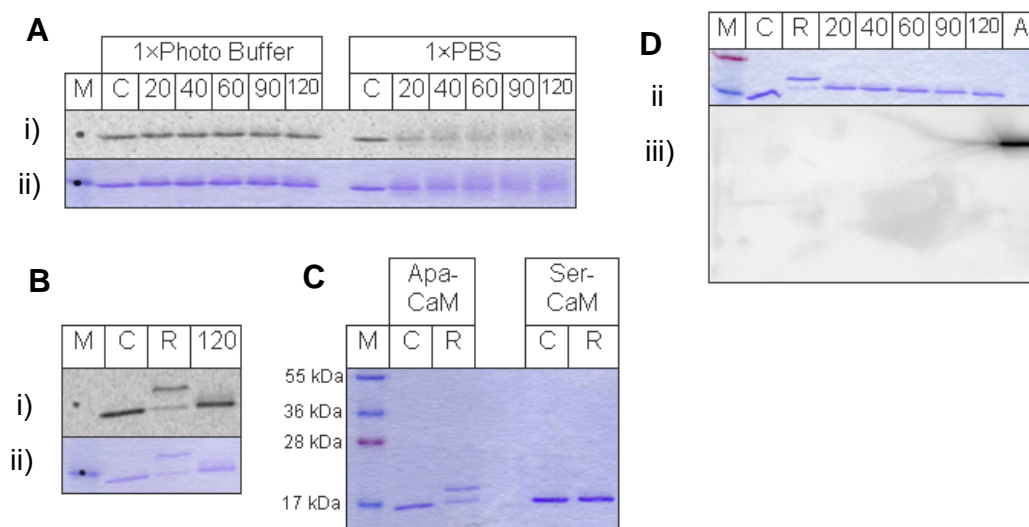 A
1×Photo Buffer 1×PBS
M C 20 40 60 90 120 C 20 40 60 90 120
i)
ii)
B
M C R 120
i)
ii)
C
Apa-CaM Ser-CaM
M C R C R
55 kDa
36 kDa
28 kDa
17 kDa
D
M C R 20 40 60 90 120 A
ii
iii)